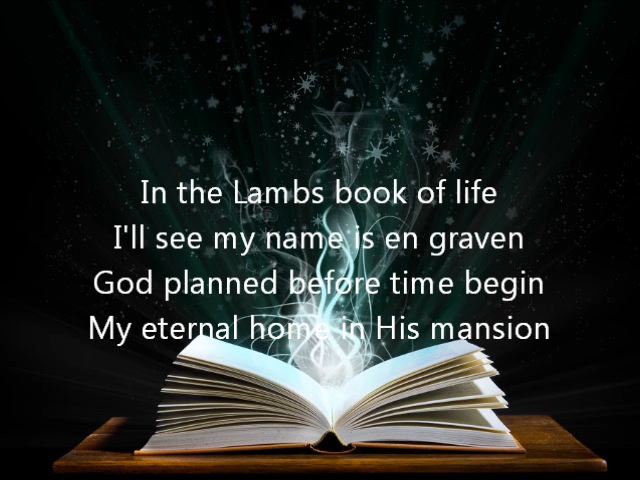 In the Lambs book of life
I'll see my name is en graven
God planned before time begin
My eternal home in His mansion